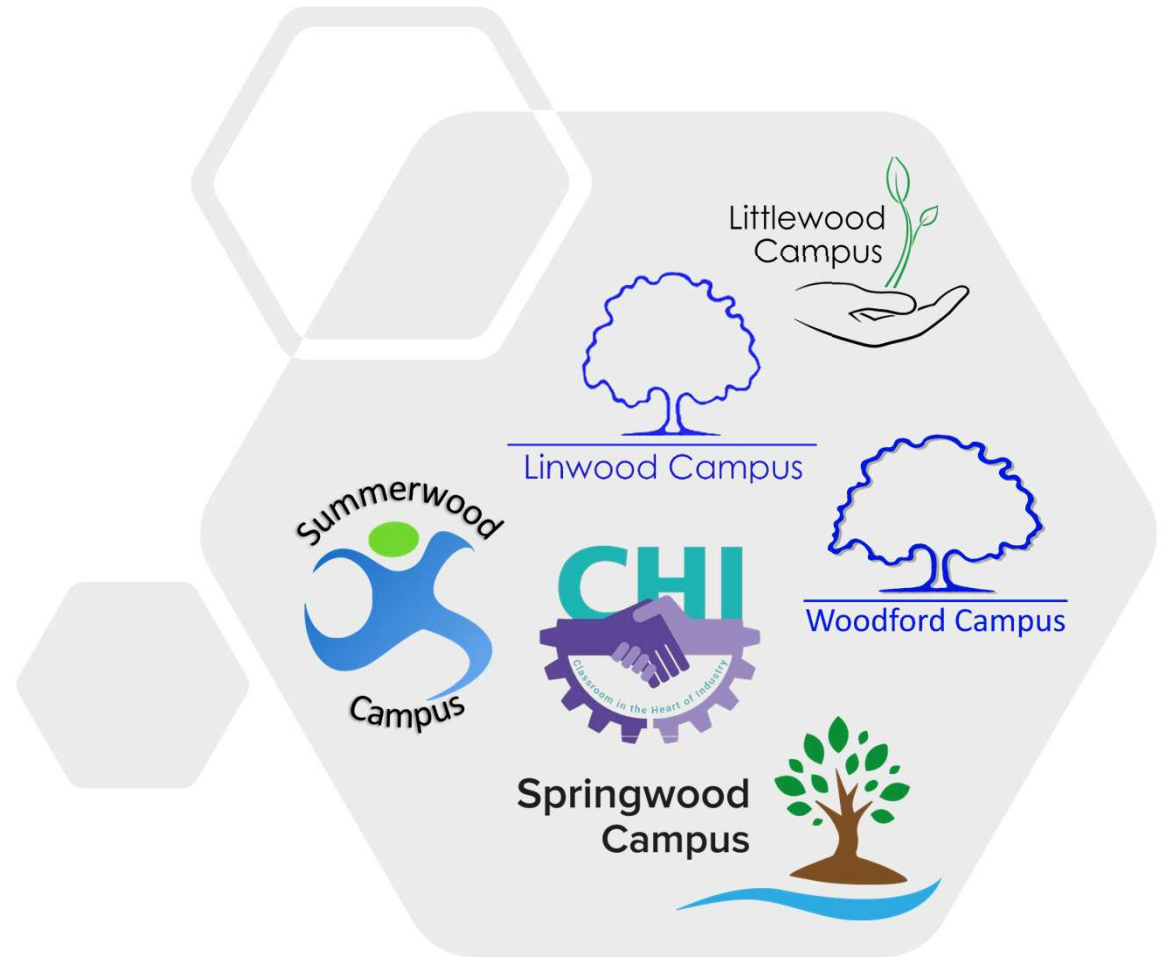 Littlewood
Campus
Linwood Campus
Summerwood
Campus
CHI
Classroom in the Heart of Industry
Woodford Campus
Springwood
Campus